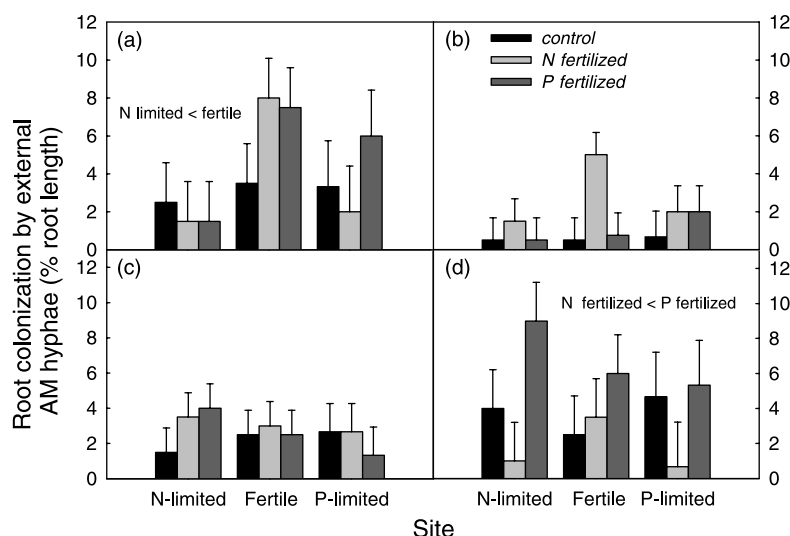 12
10
8
6
4
2
0
(a)
N limited < fertile
(b)
control
N fertilized
P fertilized
12
10
8
6
4
2
0
12
10
8
6
4
2
0
(c)
(d)
N fertilized < P fertilized
12
10
8
6
4
2
0
Root colonization by external
AM hyphae (% root length)
N-limited Fertile P-limited
N-limited Fertile P-limited
Site